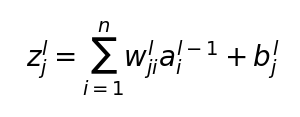 $z_j^l = \sum_{i=1}^{n} w_{ji}^l a_i^{l-1} + b_j^l$